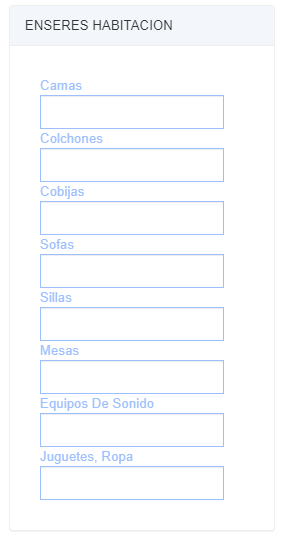 ENSERES HABITACION
Camas
Colchones
Cobijas
Sofas
Sillas
Mesas
Equipos De Sonido
Juguetes, Ropa